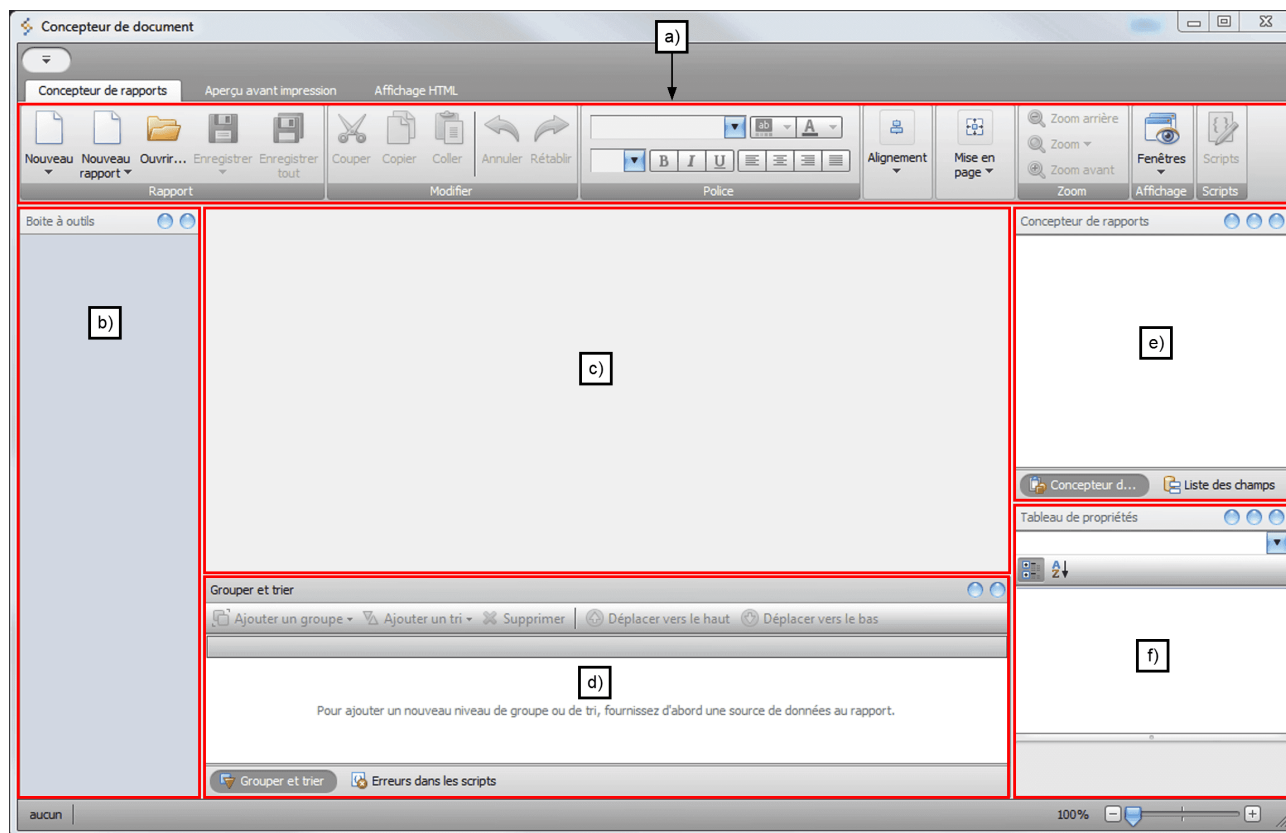 Concepteur de document
a)
Concepteur de rapports
Aperçu avant impression
Affichage HTML
Nouveau
Nouveau rapport
Ouvrir...
Enregistrer
Enregistrer tout
Couper
Copier
Coller
Annuler
Rétablir
ab
A
B
I
U
Alignement
Mise en page
Zoom arrière
Zoom
Zoom avant
Fenêtres
Scripts
Rapport
Modifier
Police
Zoom
Affichage
Scripts
Boite à outils
b)
c)
Concepteur de rapports
e)
Concepteur d...
Liste des champs
Tableau de propriétés
A
Z
f)
Grouper et trier
Ajouter un groupe
Ajouter un tri
Supprimer
Déplacer vers le haut
Déplacer vers le bas
d)
Pour ajouter un nouveau niveau de groupe ou de tri, fournissez d'abord une source de données au rapport.
Grouper et trier
Erreurs dans les scripts
aucun
100%